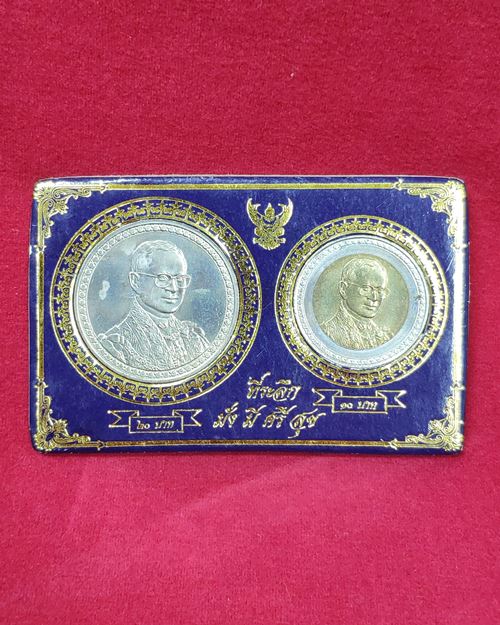 ที่ระลึก
มั่ง มี ศรี สุข
๒๐ บาท
๑๐ บาท